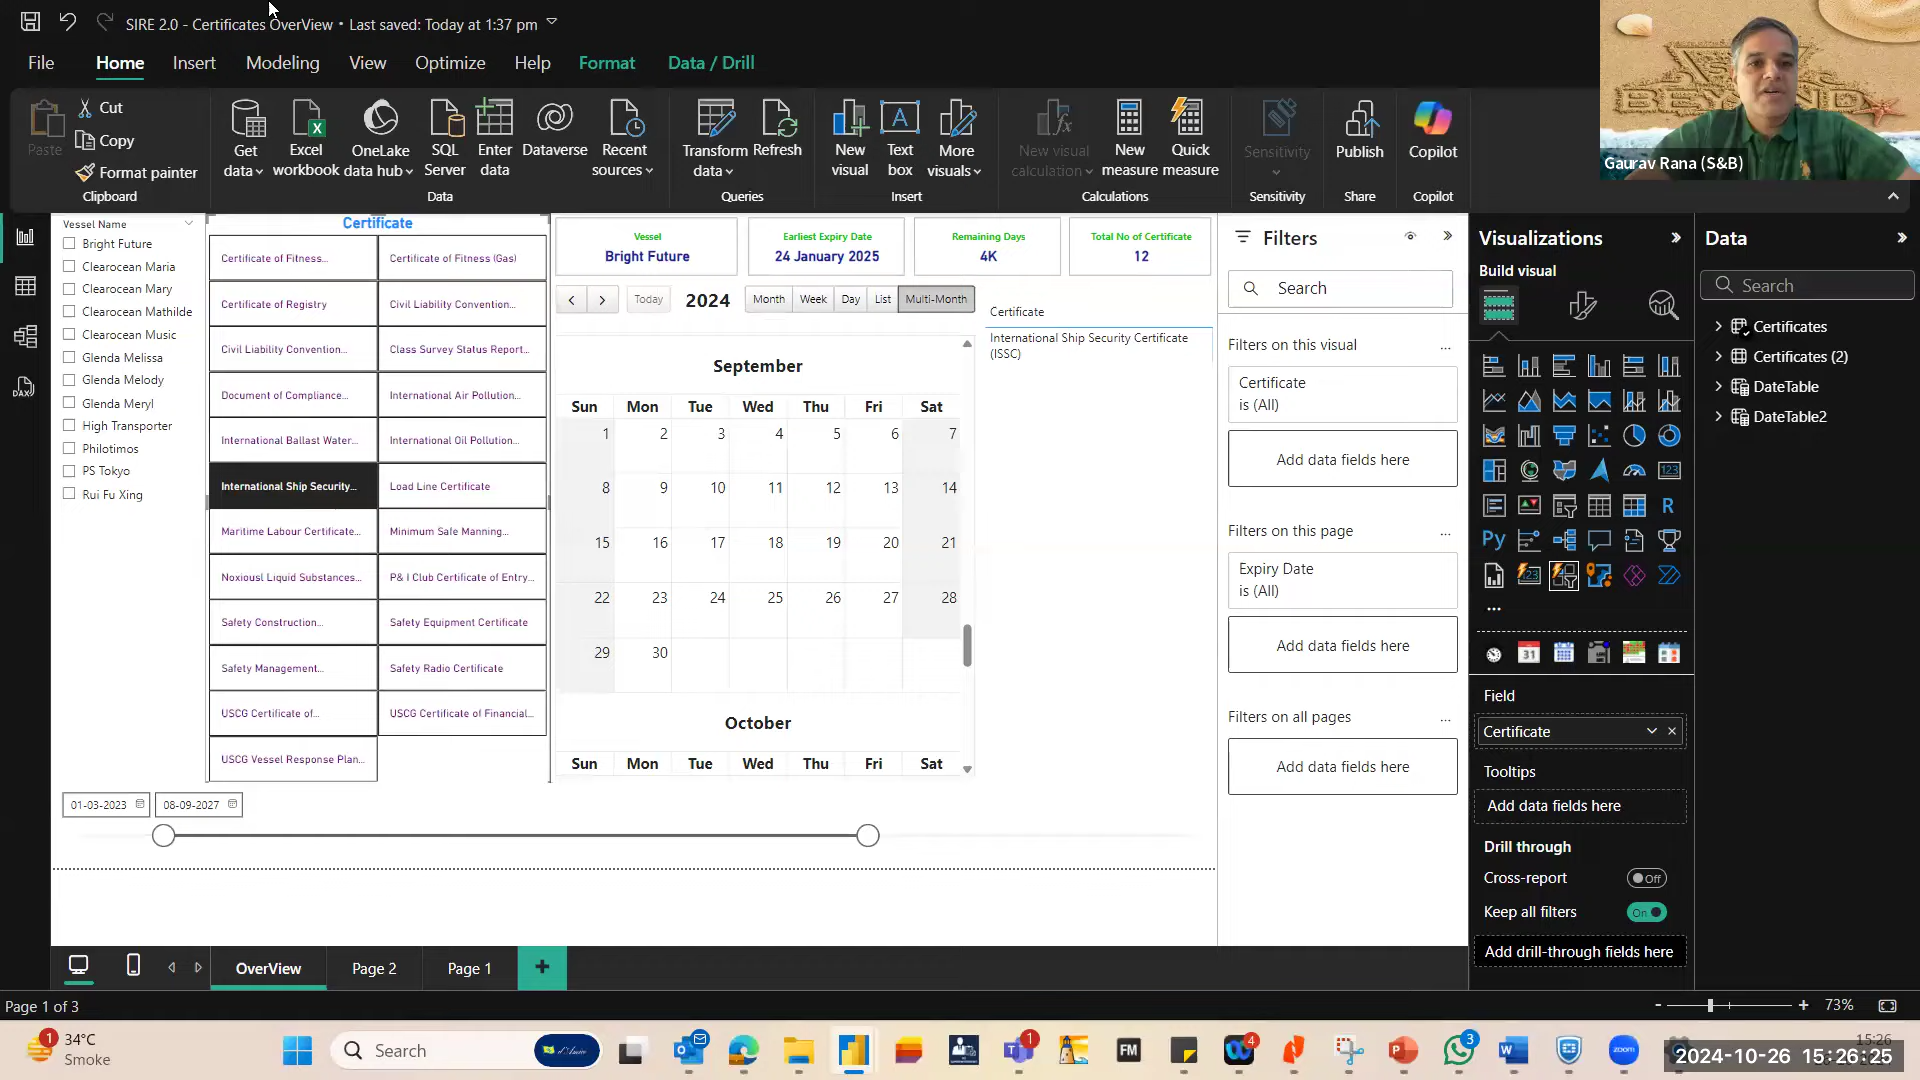 SIRE 2.0 - Certificates OverView • Last saved: Today at 1:37 pm
File Home Insert Modeling View Optimize Help Format Data / Drill
Paste
Cut
Copy
Format painter
Clipboard
Get data
Excel workbook
OneLake data hub
SQL Server
Enter data
Dataverse
Recent sources
Data
Transform data
Refresh
Queries
New visual
Text box
More visuals
Insert
New visual calculation
New measure
Quick measure
Calculations
Sensitivity
Sensitivity
Publish
Share
Copilot
Copilot
BEYOND
Gaurav Rana (S&B)
Vessel Name
Bright Future
Clearocean Maria
Clearocean Mary
Clearocean Mathilde
Clearocean Music
Glenda Melissa
Glenda Melody
Glenda Meryl
High Transporter
Philotimos
PS Tokyo
Rui Fu Xing
Certificate
Certificate of Fitness... Certificate of Fitness (Gas)
Certificate of Registry Civil Liability Convention...
Civil Liability Convention... Class Survey Status Report...
Document of Compliance... International Air Pollution...
International Ballast Water... International Oil Pollution...
International Ship Security... Load Line Certificate
Maritime Labour Certificate... Minimum Safe Manning...
Noxiousl Liquid Substances... P& I Club Certificate of Entry...
Safety Construction... Safety Equipment Certificate
Safety Management... Safety Radio Certificate
USCG Certificate of... USCG Certificate of Financial...
USCG Vessel Response Plan...
Vessel
Bright Future
Earliest Expiry Date
24 January 2025
Remaining Days
4K
Total No of Certificate
12
Today 2024 Month Week Day List Multi-Month
September
Sun Mon Tue Wed Thu Fri Sat
1 2 3 4 5 6 7
8 9 10 11 12 13 14
15 16 17 18 19 20 21
22 23 24 25 26 27 28
29 30
October
Sun Mon Tue Wed Thu Fri Sat
Certificate
International Ship Security Certificate
(ISSC)
01-03-2023 08-09-2027
Filters
Search
Filters on this visual ...
Certificate
is (All)
Add data fields here
Filters on this page ...
Expiry Date
is (All)
Add data fields here
Filters on all pages ...
Add data fields here
Visualizations
Build visual
123
R
Py
123
...
31
Field
Certificate
Tooltips
Add data fields here
Drill through
Cross-report Off
Keep all filters On
Add drill-through fields here
Data
Search
Certificates
Certificates (2)
DateTable
DateTable2
DAX
OverView Page 2 Page 1 +
Page 1 of 3
- + 73%
1
34°C
Smoke
Search
1
FM
4
3
zoom
15:26
2024-10-26 15:26:25